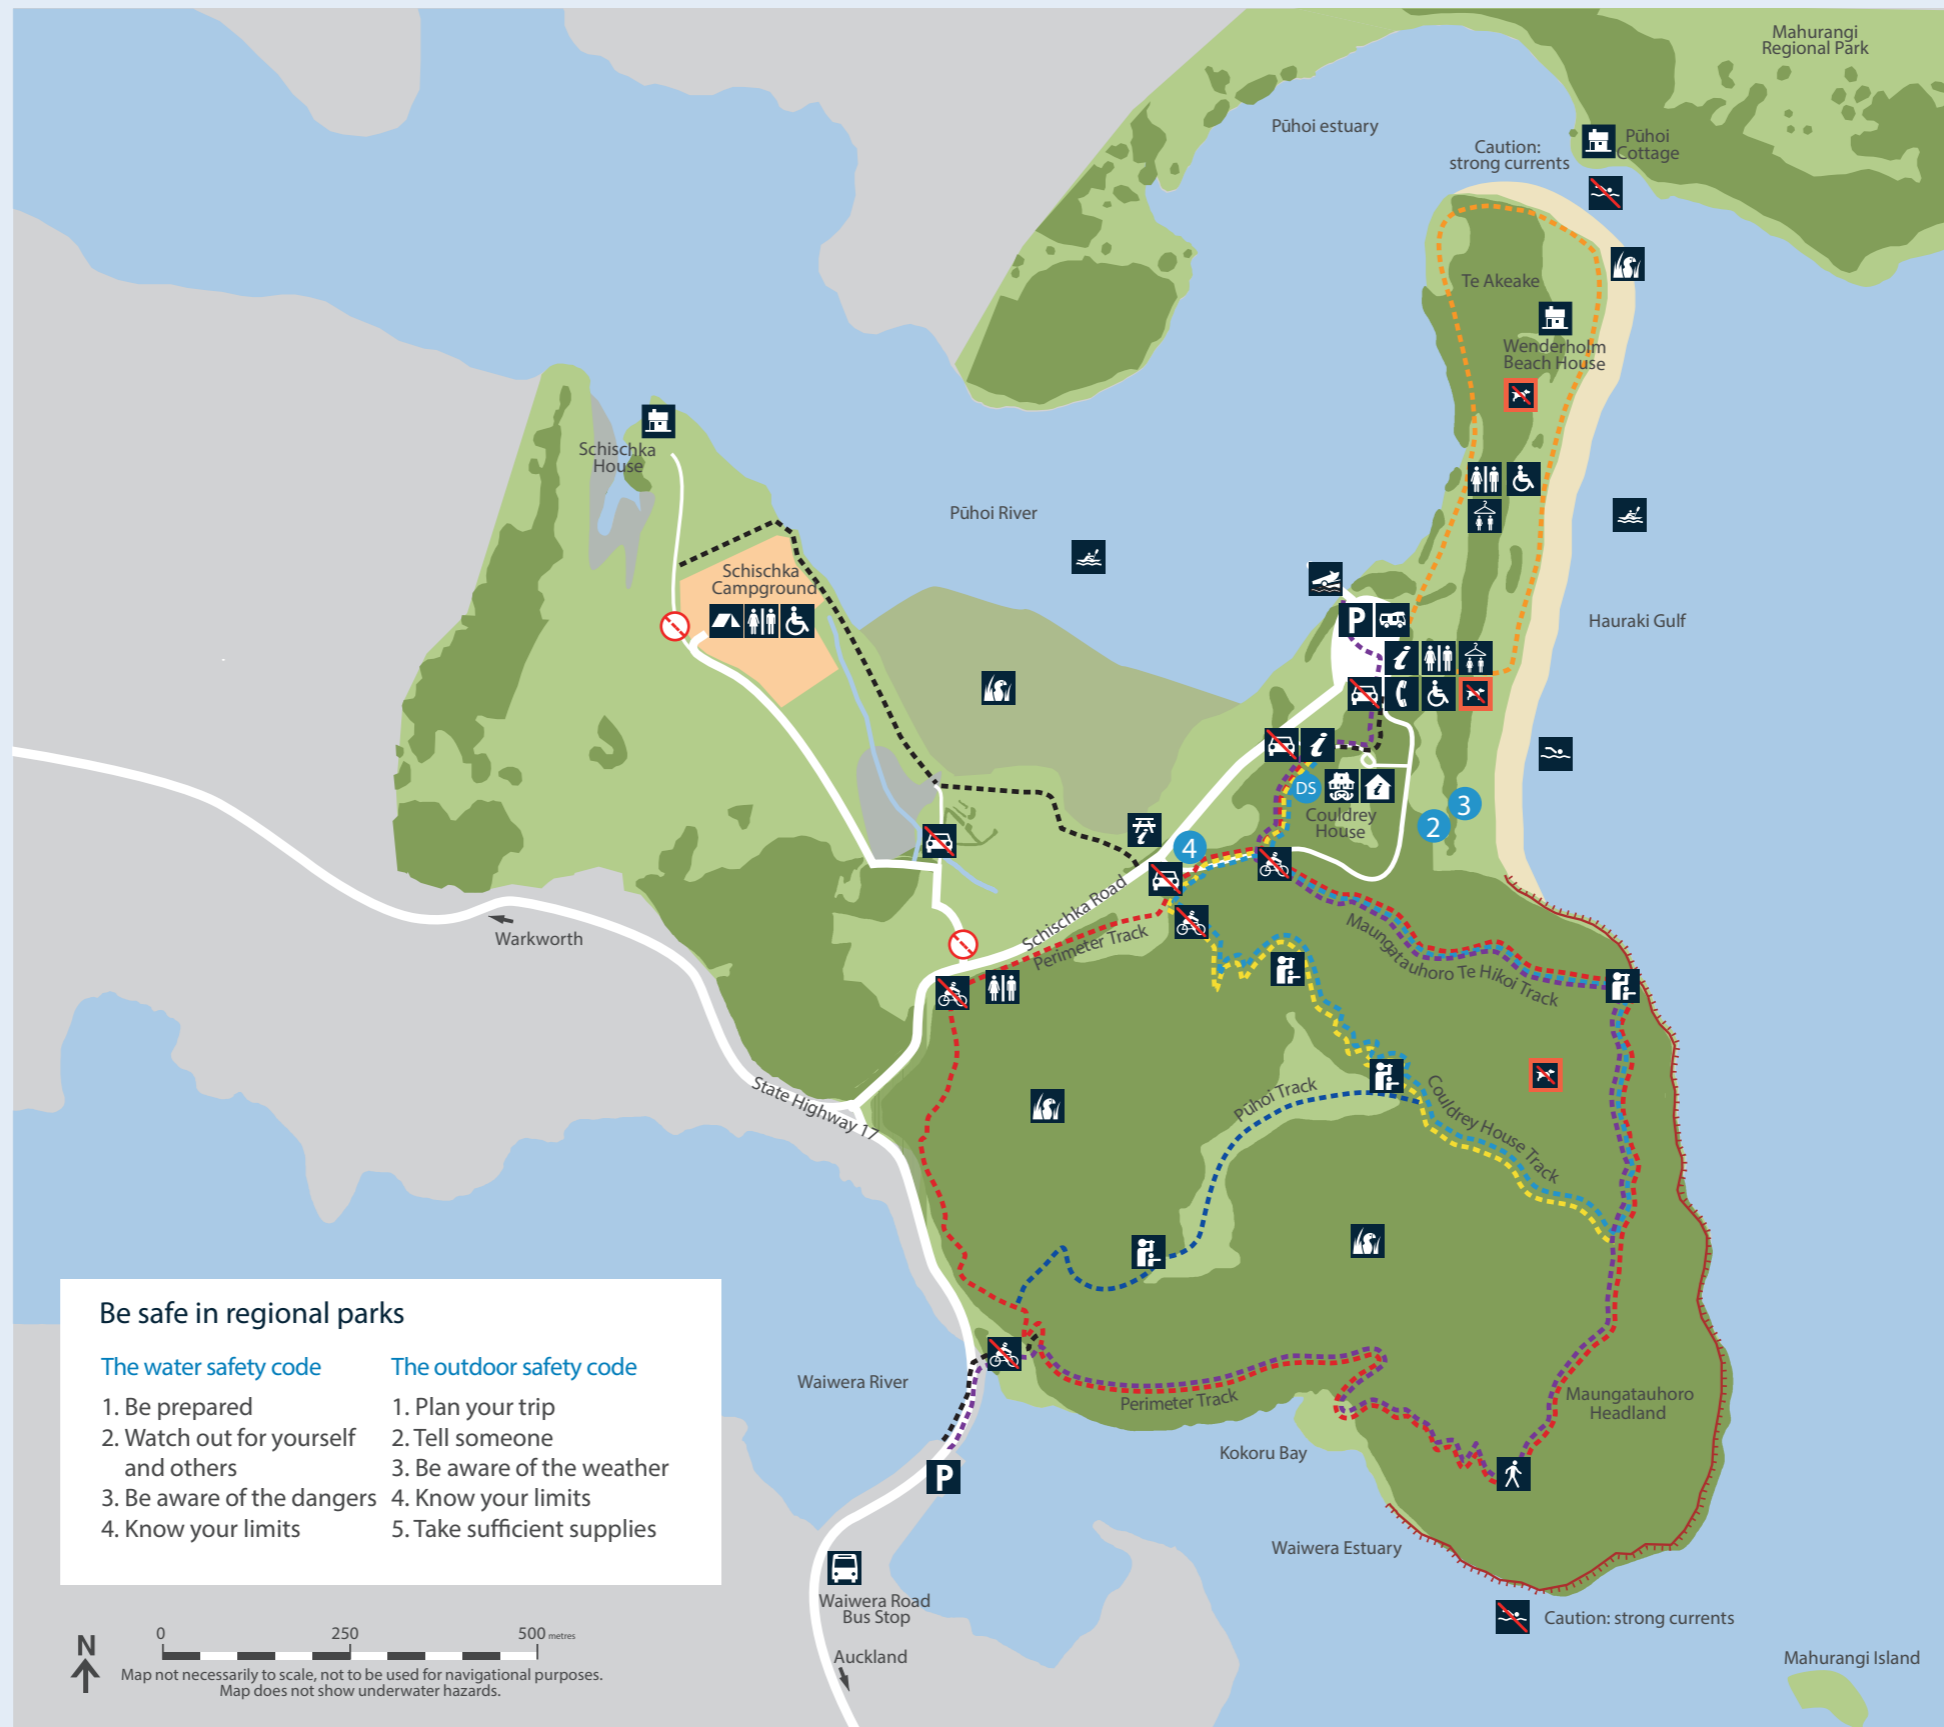 Mahurangi
Regional Park
Pūhoi estuary
Caution:
strong currents
Pūhoi
Cottage
Te Akeake
Wenderholm
Beach House
Schischka
House
Pūhoi River
Schischka
Campground
Hauraki Gulf
P
i
i
DS
i
Couldrey
House
3
2
4
i
Schischka Road
Perimeter Track
Maungatauhoro Te Hikoi Track
Warkworth
State Highway 17
Pūhoi Track
Couldrey House Track
Perimeter Track
Maungatauhoro
Headland
Waiwera River
Kokoru Bay
P
Waiwera Estuary
Waiwera Road
Bus Stop
Auckland
Caution: strong currents
Mahurangi Island
Be safe in regional parks
The water safety code
1. Be prepared
2. Watch out for yourself
and others
3. Be aware of the dangers
4. Know your limits
The outdoor safety code
1. Plan your trip
2. Tell someone
3. Be aware of the weather
4. Know your limits
5. Take sufficient supplies
N
0 250 500 metres
Map not necessarily to scale, not to be used for navigational purposes.
Map does not show underwater hazards.